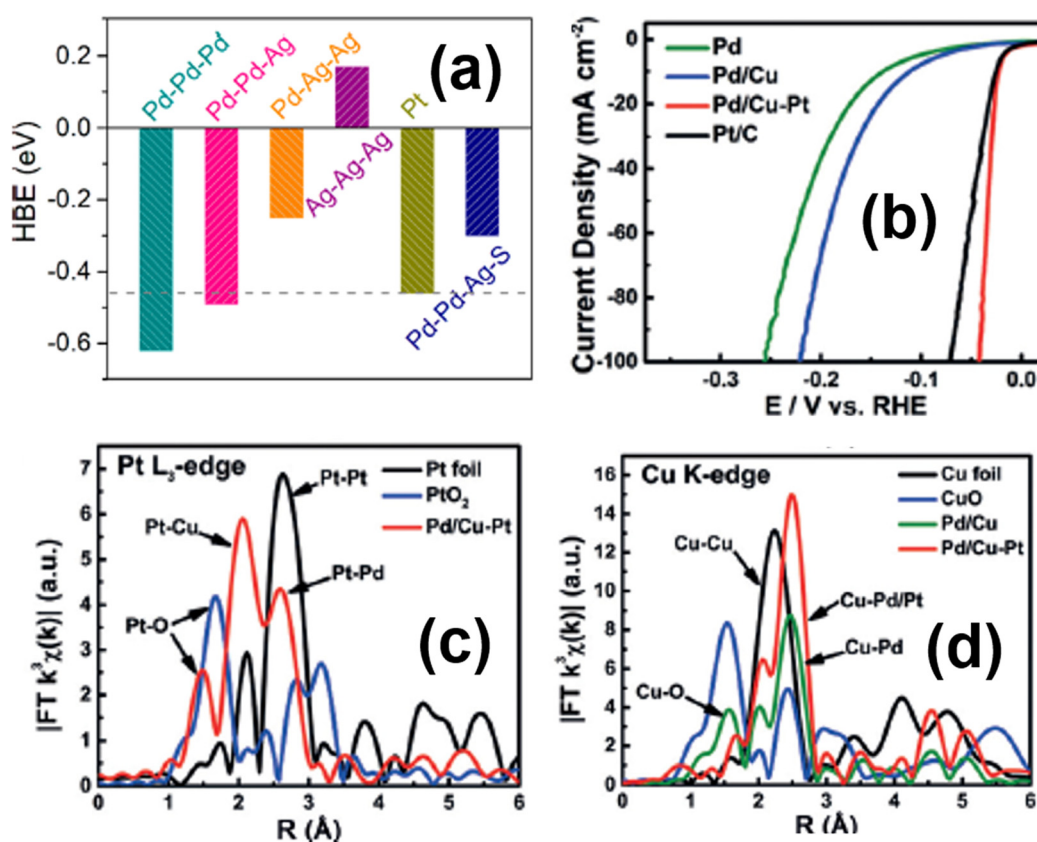 (a)
HBE (eV)
0.2
0.0
-0.2
-0.4
-0.6
Pd-Pd-Pd
Pd-Pd-Ag
Pd-Ag-Ag
Ag-Ag-Ag
Pt
Pd-Pd-Ag-S
(b)
Current Density (mA cm⁻²)
0
-20
-40
-60
-80
-100
Pd
Pd/Cu
Pd/Cu-Pt
Pt/C
-0.3 -0.2 -0.1 0.0
E / V vs. RHE
(c)
Pt L₃-edge
|FT k³χ(k)| (a.u.)
7
6
5
4
3
2
1
0
Pt foil
PtO₂
Pd/Cu-Pt
Pt-Pt
Pt-Cu
Pt-Pd
Pt-O
0 1 2 3 4 5 6
R (Å)
(d)
Cu K-edge
|FT k³χ(k)| (a.u.)
16
14
12
10
8
6
4
2
0
Cu foil
CuO
Pd/Cu
Pd/Cu-Pt
Cu-Cu
Cu-Pd/Pt
Cu-Pd
Cu-O
0 1 2 3 4 5 6
R (Å)